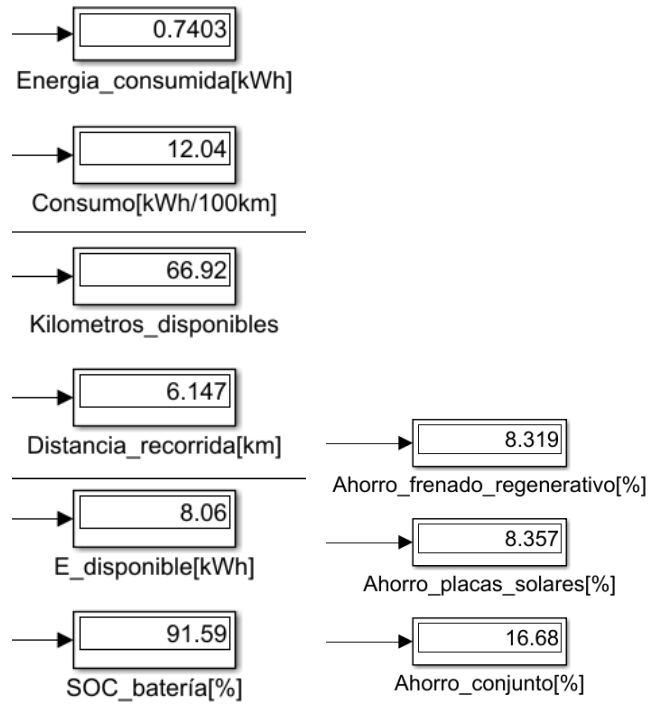 0.7403
Energia_consumida[kWh]
12.04
Consumo[kWh/100km]
66.92
Kilometros_disponibles
6.147
Distancia_recorrida[km]
8.06
E_disponible[kWh]
91.59
SOC_batería[%]
8.319
Ahorro_frenado_regenerativo[%]
8.357
Ahorro_placas_solares[%]
16.68
Ahorro_conjunto[%]